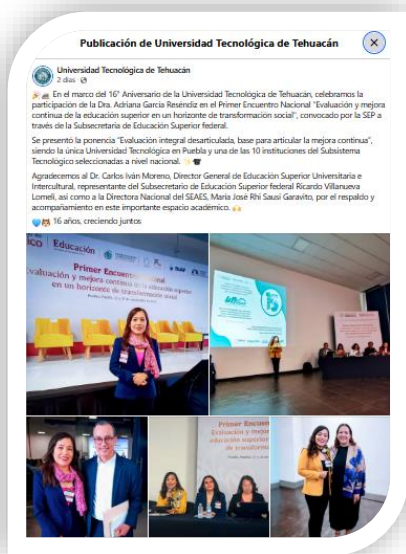 Publicación de Universidad Tecnológica de Tehuacán
Universidad Tecnológica de Tehuacán
2 días
En el marco del 16° Aniversario de la Universidad Tecnológica de Tehuacán, celebramos la
participación de la Dra. Adriana García Reséndiz en el Primer Encuentro Nacional "Evaluación y mejora
continua de la educación superior en un horizonte de transformación social", convocado por la SEP a
través de la Subsecretaría de Educación Superior federal.
Se presentó la ponencia "Evaluación integral desarticulada, base para articular la mejora continua",
siendo la única Universidad Tecnológica en Puebla y una de las 10 instituciones del Subsistema
Tecnológico seleccionadas a nivel nacional.
Agradecemos al Dr. Carlos Iván Moreno, Director General de Educación Superior Universitaria e
Intercultural, representante del Subsecretario de Educación Superior federal Ricardo Villanueva
Lomelí, así como a la Directora Nacional del SEAES, María José Rhi Sausi Garavito, por el respaldo y
acompañamiento en este importante espacio académico.
16 años, creciendo juntos
Educación
Primer Encuentro Nacional
Evaluación y mejora continua de la educación superior
en un horizonte de transformación social
Primer Encuen
Evaluación y mejor
educación superior
de transforma